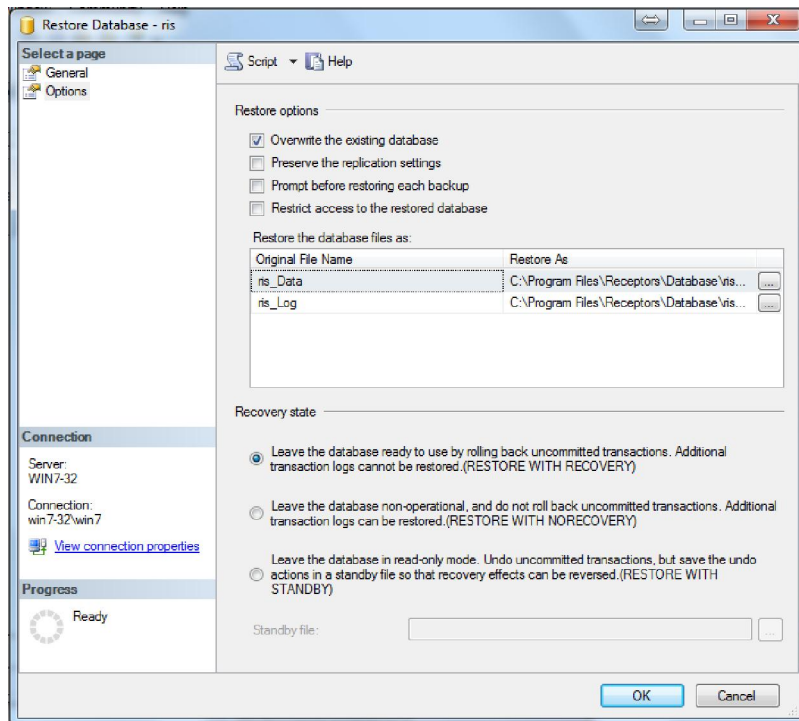 Restore Database - ris
Select a page
General
Options
Script
Help
Restore options
Overwrite the existing database
Preserve the replication settings
Prompt before restoring each backup
Restrict access to the restored database
Restore the database files as:
Original File Name Restore As
ris_Data C:\Program Files\Receptors\Database\ris... ...
ris_Log C:\Program Files\Receptors\Database\ris... ...
Recovery state
Leave the database ready to use by rolling back uncommitted transactions. Additional
transaction logs cannot be restored.(RESTORE WITH RECOVERY)
Leave the database non-operational, and do not roll back uncommitted transactions. Additional
transaction logs can be restored.(RESTORE WITH NORECOVERY)
Leave the database in read-only mode. Undo uncommitted transactions, but save the undo
actions in a standby file so that recovery effects can be reversed.(RESTORE WITH
STANDBY)
Standby file: ...
Connection
Server:
WIN7-32
Connection:
win7-32\win7
View connection properties
Progress
Ready
OK Cancel